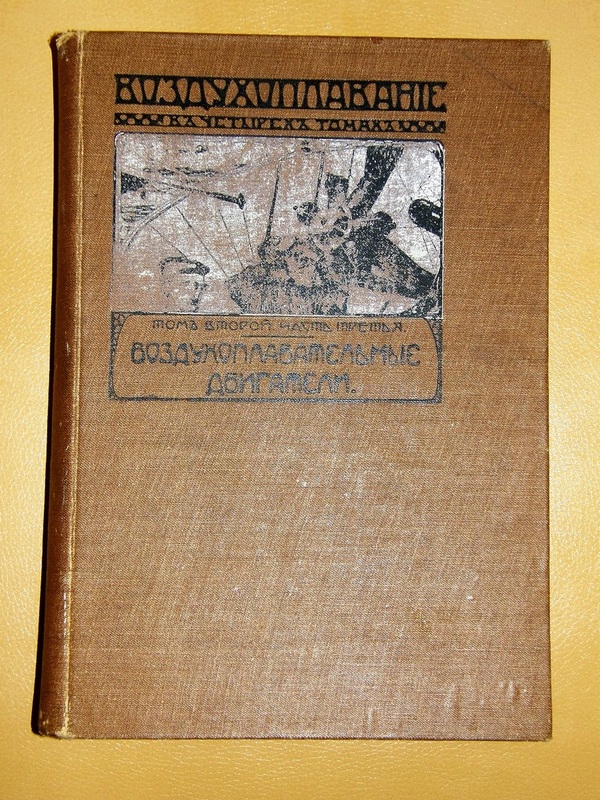 ВОЗДУХОПЛАВАНІЕ
ВЪ ЧЕТЫРЕХЪ ТОМАХЪ
ТОМЪ ВТОРОЙ ЧАСТЬ ТРЕТЬЯ.
ВОЗДУХОПЛАВАТЕЛЬНЫЕ
ДВИГАТЕЛИ.